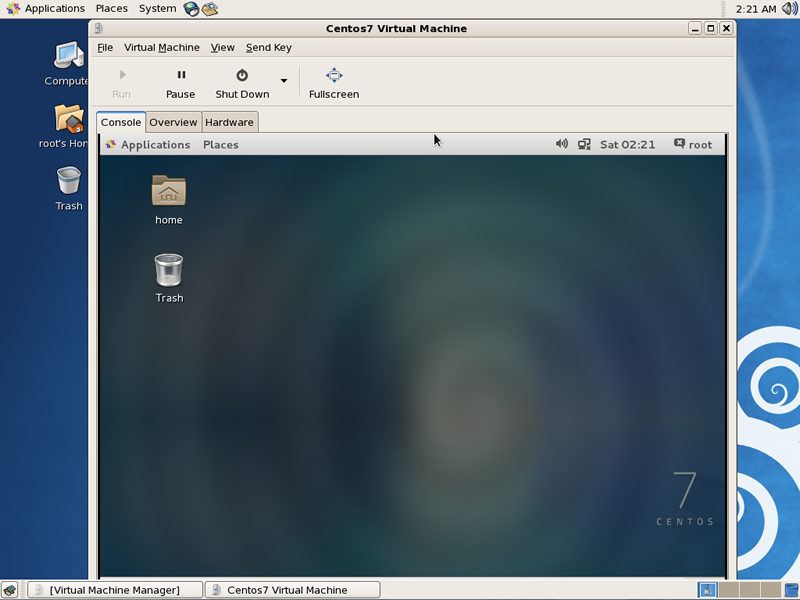 Applications Places System 2:21 AM
Centos7 Virtual Machine
File Virtual Machine View Send Key
Run Pause Shut Down Fullscreen
Console Overview Hardware
Applications Places Sat 02:21 root
Compute
root's Hon
Trash
home
Trash
7
CENTOS
[Virtual Machine Manager] Centos7 Virtual Machine